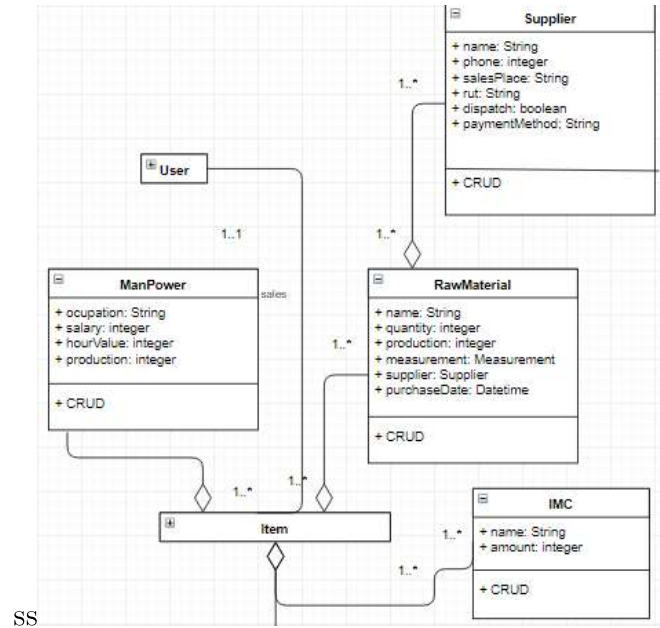 Supplier
+ name: String
+ phone: integer
+ salesPlace: String
+ rut: String
+ dispatch: boolean
+ paymentMethod: String
+ CRUD
1..*
User
1..1
1..*
ManPower
+ ocupation: String
+ salary: integer
+ hourValue: integer
+ production: integer
+ CRUD
sales
RawMaterial
+ name: String
+ quantity: integer
+ production: integer
+ measurement: Measurement
+ supplier: Supplier
+ purchaseDate: Datetime
+ CRUD
1..*
1..*
1..*
Item
IMC
+ name: String
+ amount: integer
+ CRUD
1..*
1..*
ss